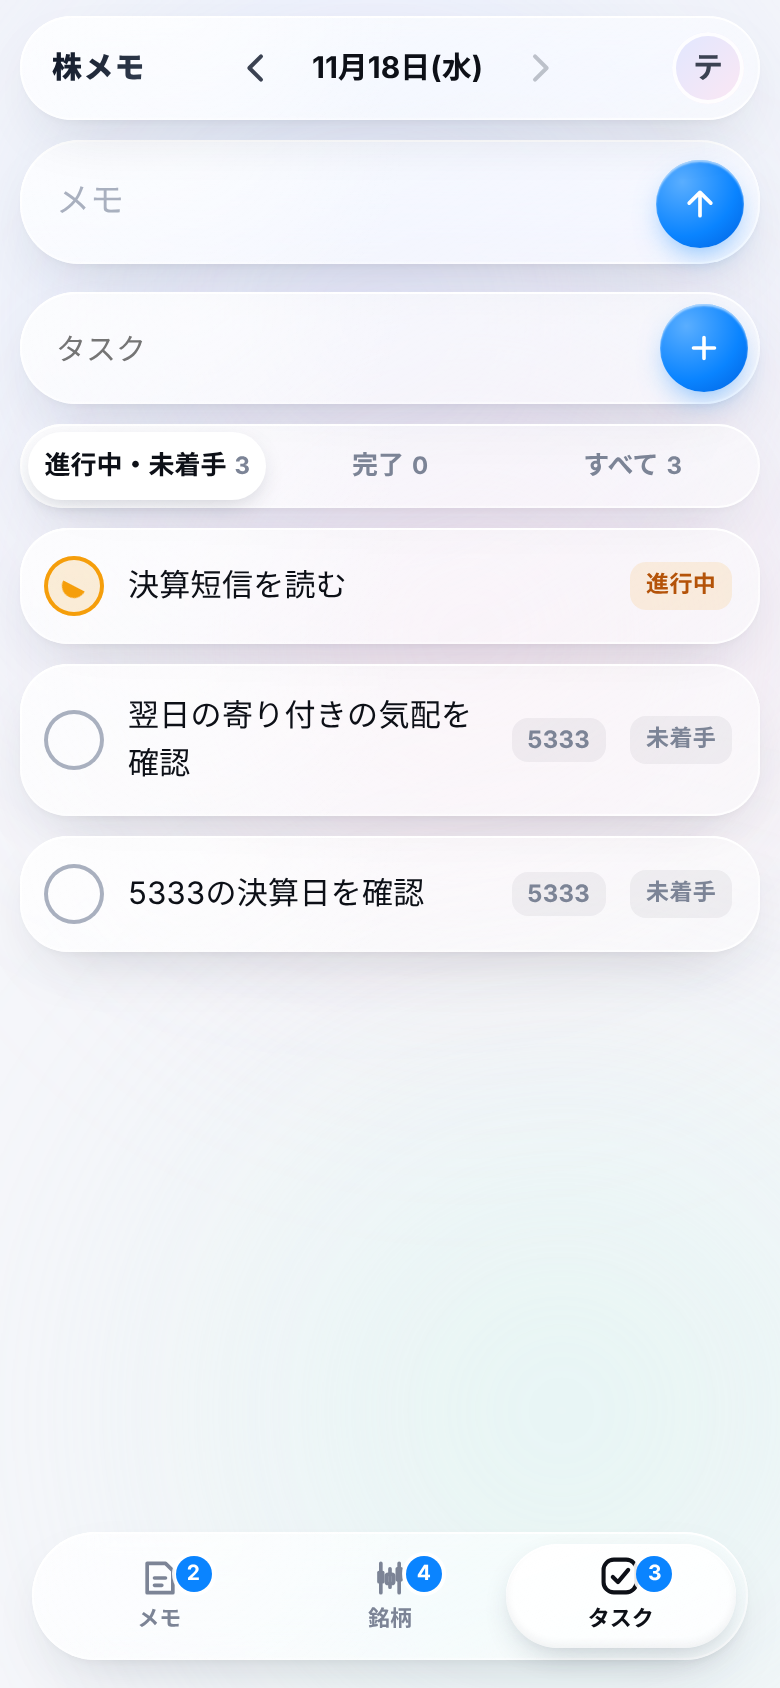 株メモ
11月18日(水)
テ
メモ
タスク
進行中・未着手 3
完了 0
すべて 3
決算短信を読む
進行中
翌日の寄り付きの気配を
確認
5333
未着手
5333の決算日を確認
5333
未着手
2
メモ
4
銘柄
3
タスク